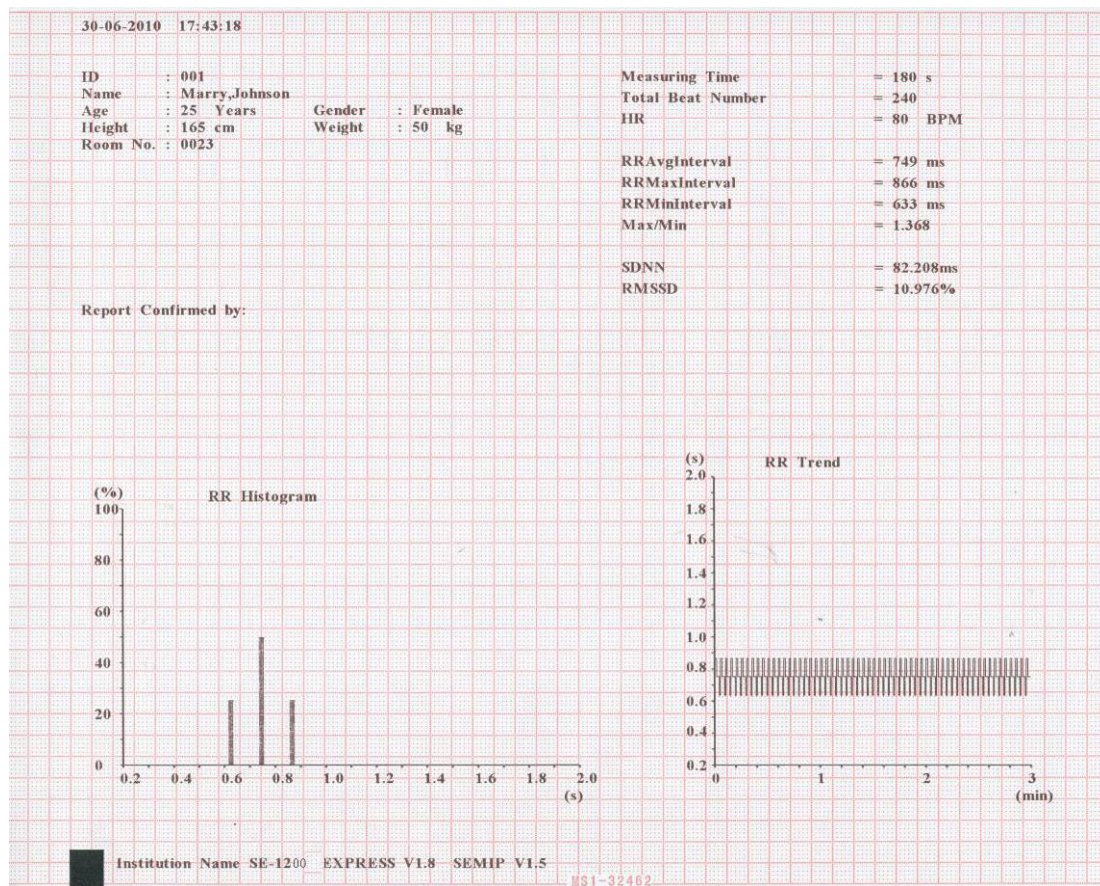 30-06-2010 17:43:18
ID : 001
Name : Marry,Johnson
Age : 25 Years Gender : Female
Height : 165 cm Weight : 50 kg
Room No. : 0023
Measuring Time = 180 s
Total Beat Number = 240
HR = 80 BPM
RRAvgInterval = 749 ms
RRMaxInterval = 866 ms
RRMinInterval = 633 ms
Max/Min = 1.368
SDNN = 82.208ms
RMSSD = 10.976%
Report Confirmed by:
(%)
RR Histogram
100
80
60
40
20
0
0.2 0.4 0.6 0.8 1.0 1.2 1.4 1.6 1.8 2.0
(s)
(s)
RR Trend
2.0
1.8
1.6
1.4
1.2
1.0
0.8
0.6
0.4
0.2
0 1 2 3
(min)
Institution Name SE-1200 EXPRESS V1.8 SEMIP V1.5
MS1-32462